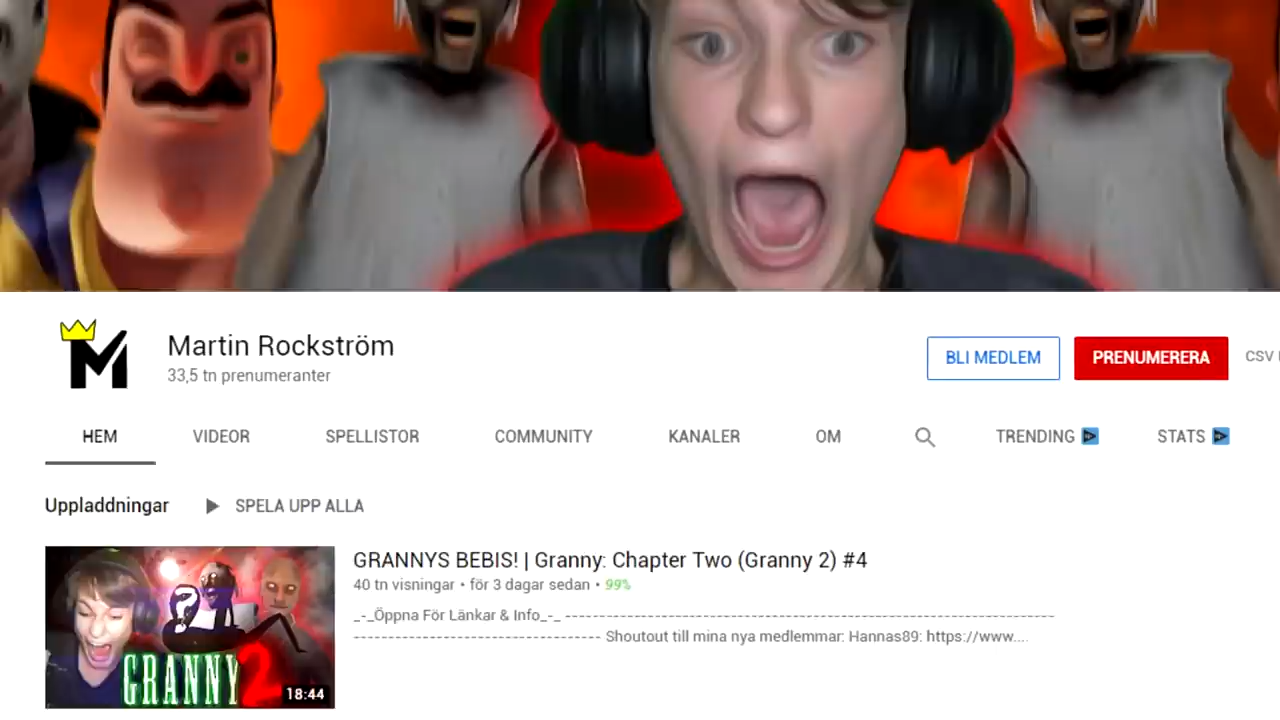 M
Martin Rockström
33,5 tn prenumeranter
BLI MEDLEM
PRENUMERERA
CSV
HEM
VIDEOR
SPELLISTOR
COMMUNITY
KANALER
OM
TRENDING
STATS
Uppladdningar
SPELA UPP ALLA
GRANNYS BEBIS! | Granny: Chapter Two (Granny 2) #4
40 tn visningar • för 3 dagar sedan • 99%
_-_Öppna För Länkar & Info_-_ -----------------------------------------------------------------------
----------------------------------- Shoutout till mina nya medlemmar: Hannas89: https://www....
?
GRANNY 2
18:44